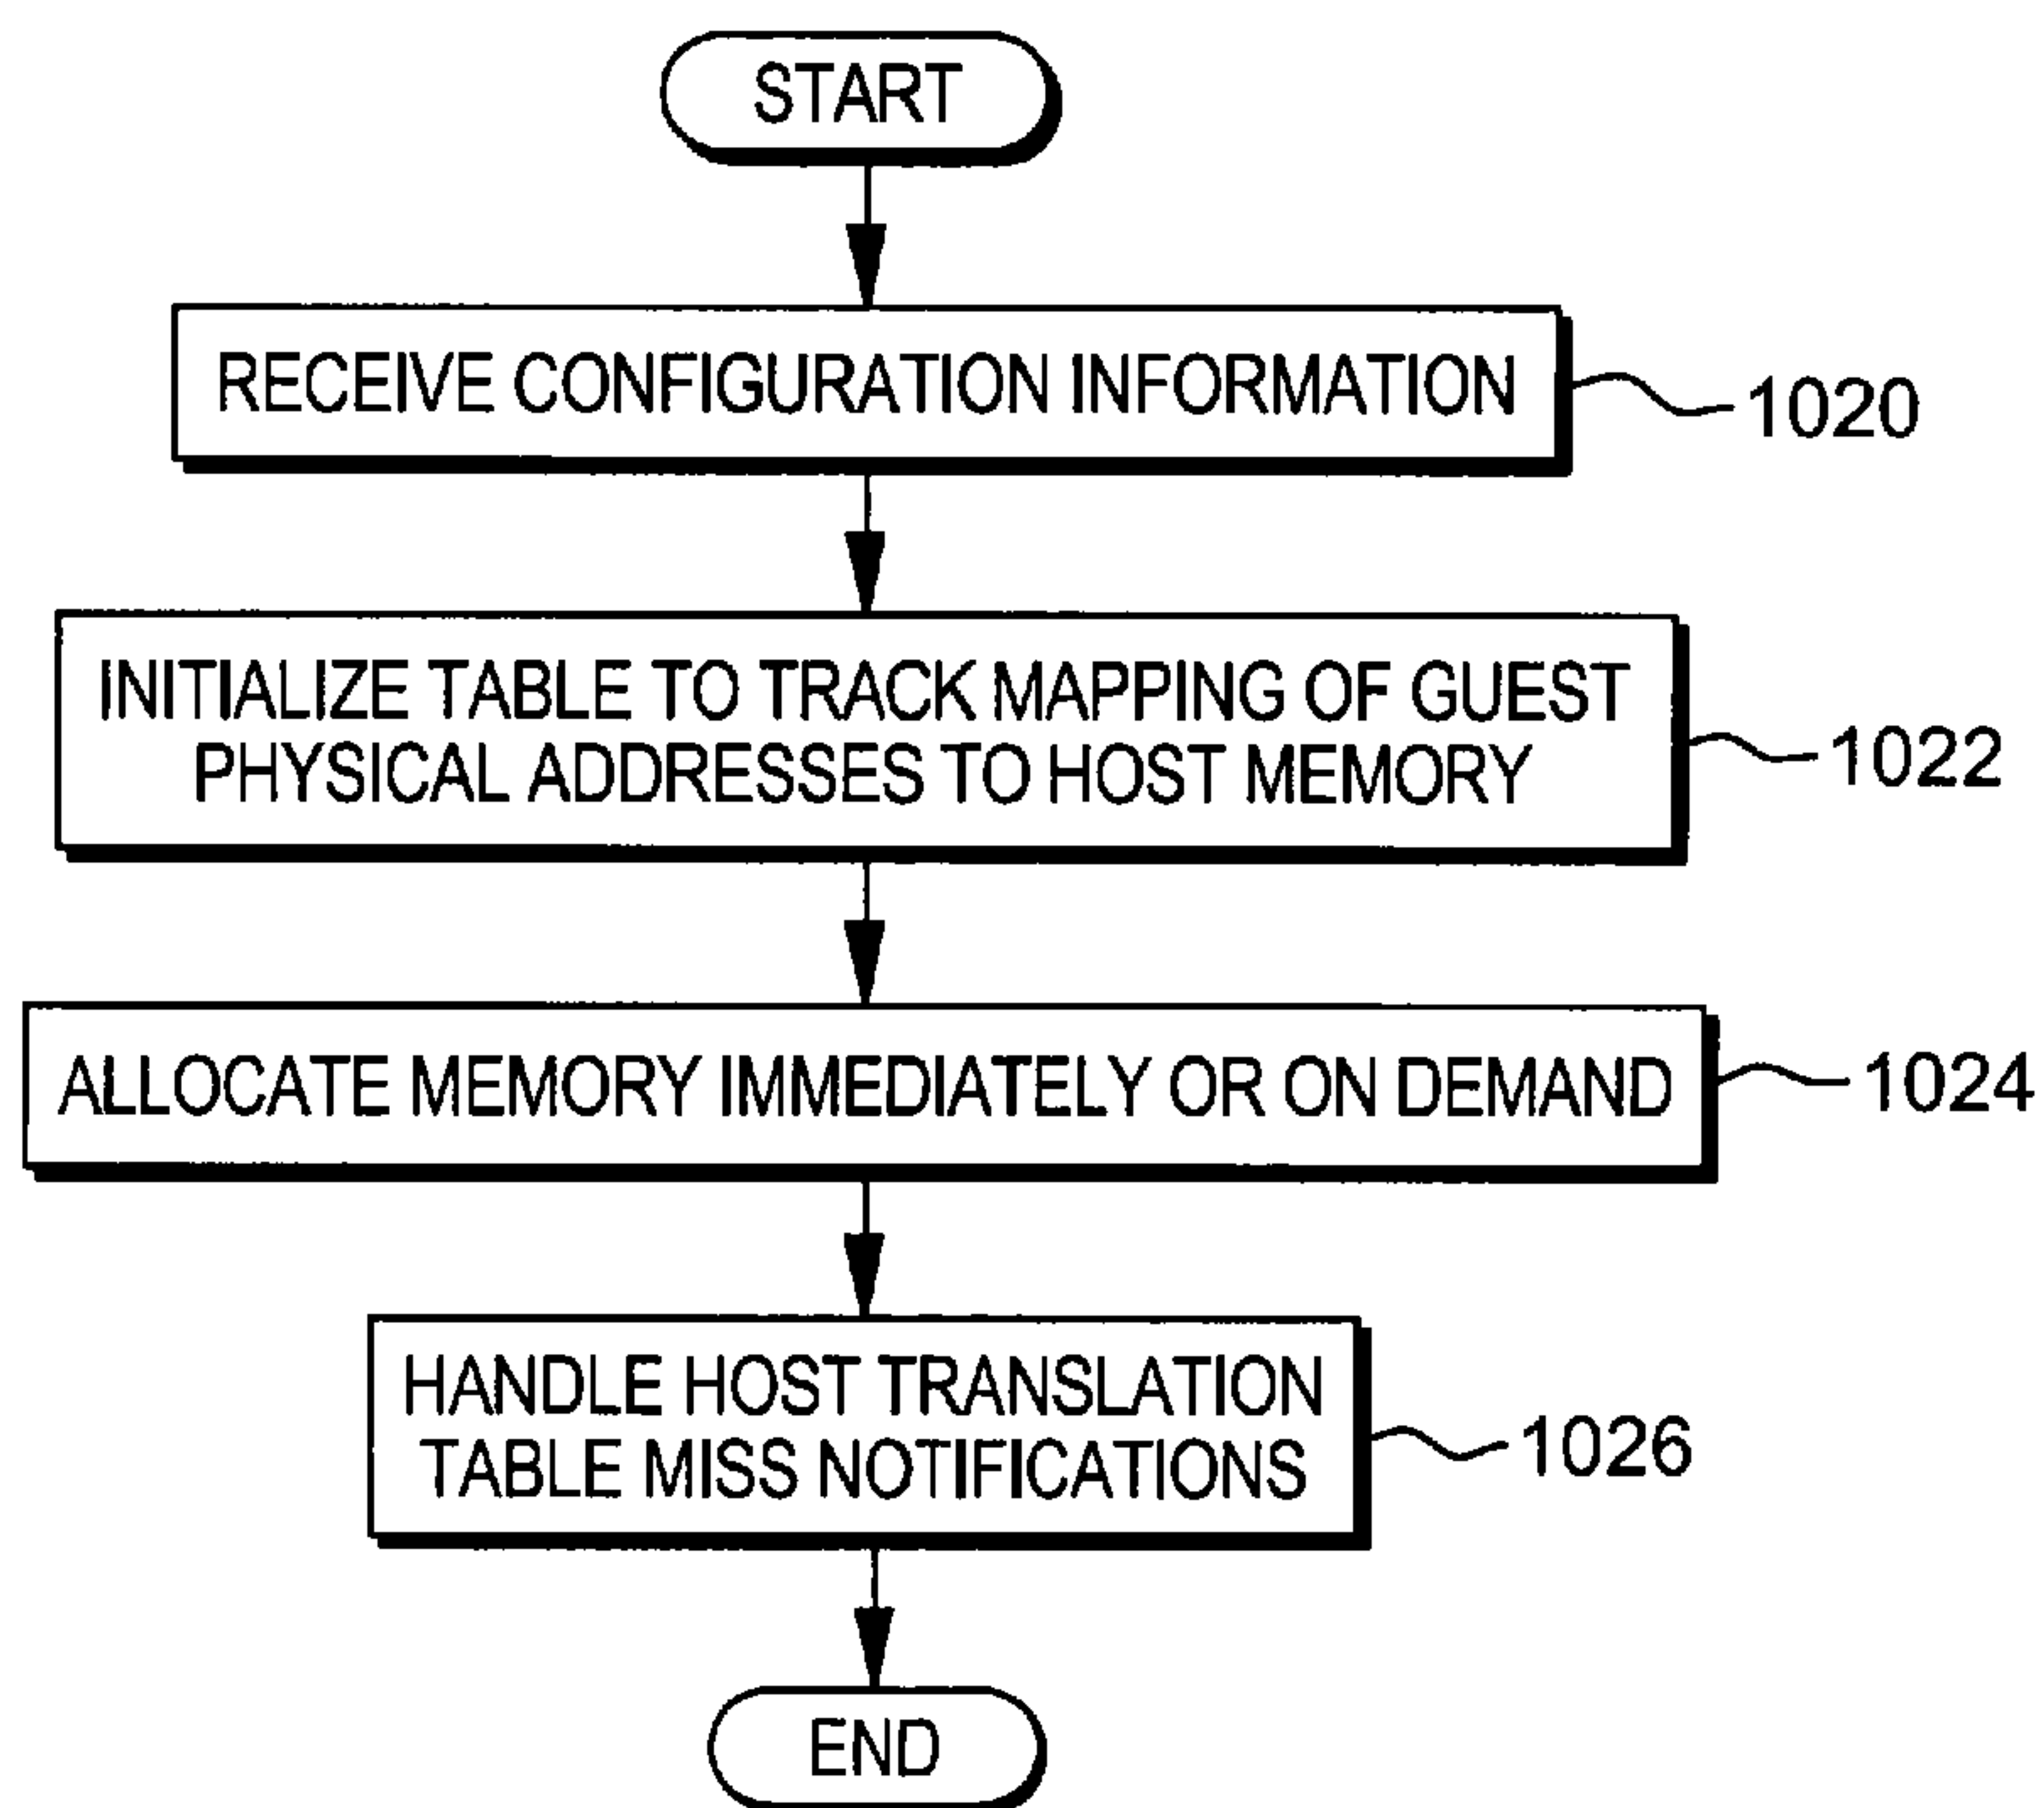 START
RECEIVE CONFIGURATION INFORMATION
1020
INITIALIZE TABLE TO TRACK MAPPING OF GUEST
PHYSICAL ADDRESSES TO HOST MEMORY
1022
ALLOCATE MEMORY IMMEDIATELY OR ON DEMAND
1024
HANDLE HOST TRANSLATION
TABLE MISS NOTIFICATIONS
1026
END